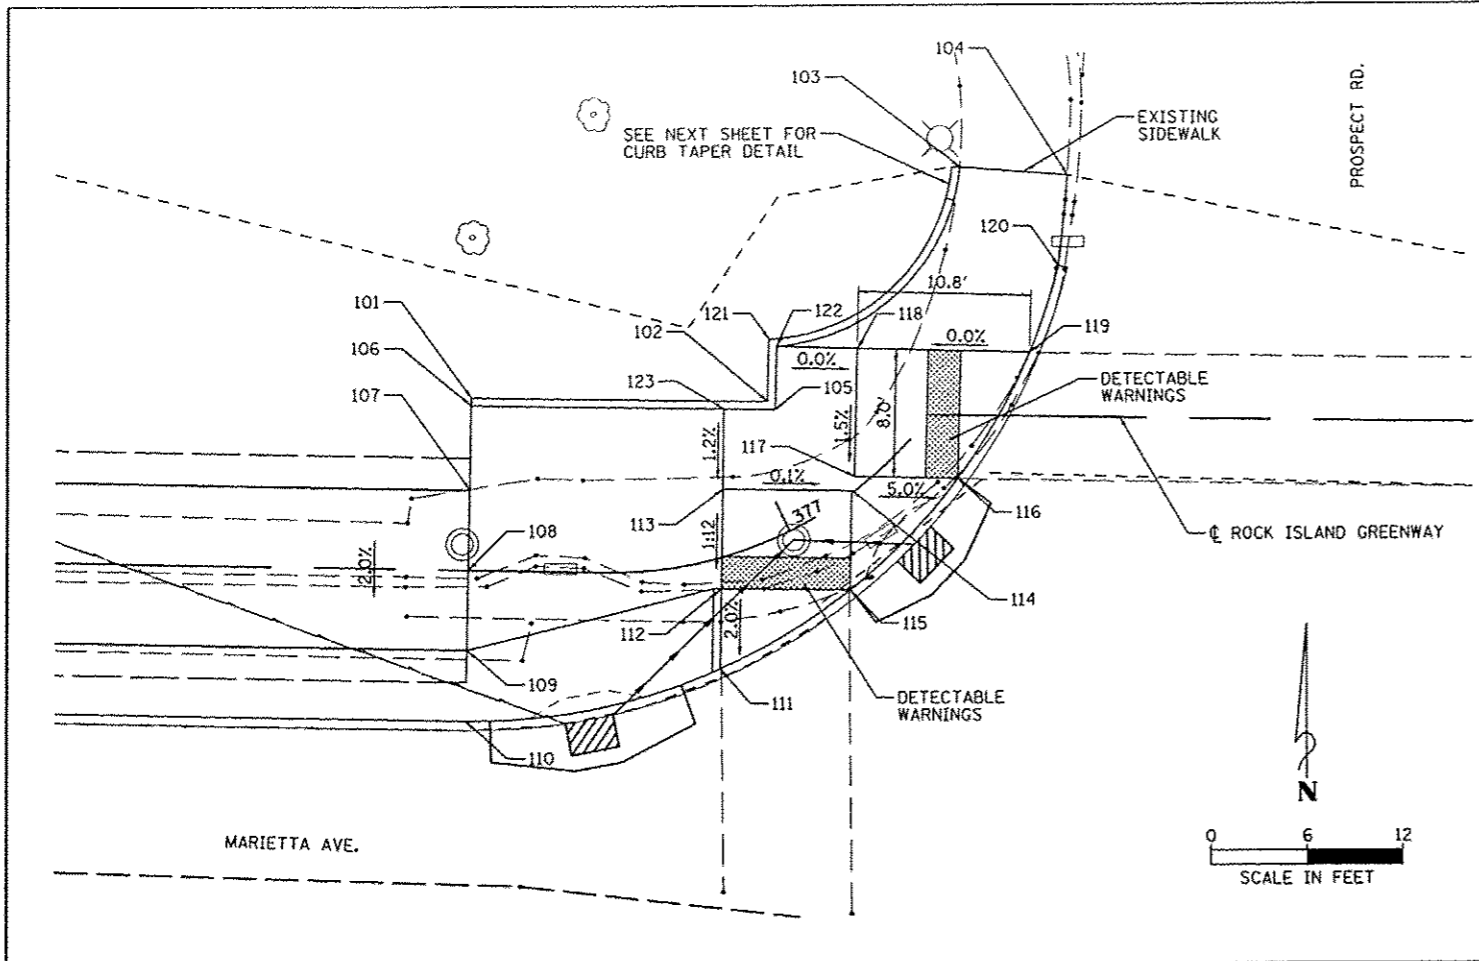 104
103
PROSPECT RD.
EXISTING
SIDEWALK
SEE NEXT SHEET FOR
CURB TAPER DETAIL
120
101
10.8'
121
122
118
102
119
106
0.0%
0.0%
123
105
DETECTABLE
WARNINGS
107
8.0'
1.5%
1.2%
117
0.1%
5.0%
113
377
116
℄ ROCK ISLAND GREENWAY
1:12
2.0%
108
114
112
2.0%
115
109
111
DETECTABLE
WARNINGS
110
N
MARIETTA AVE.
0 6 12
SCALE IN FEET